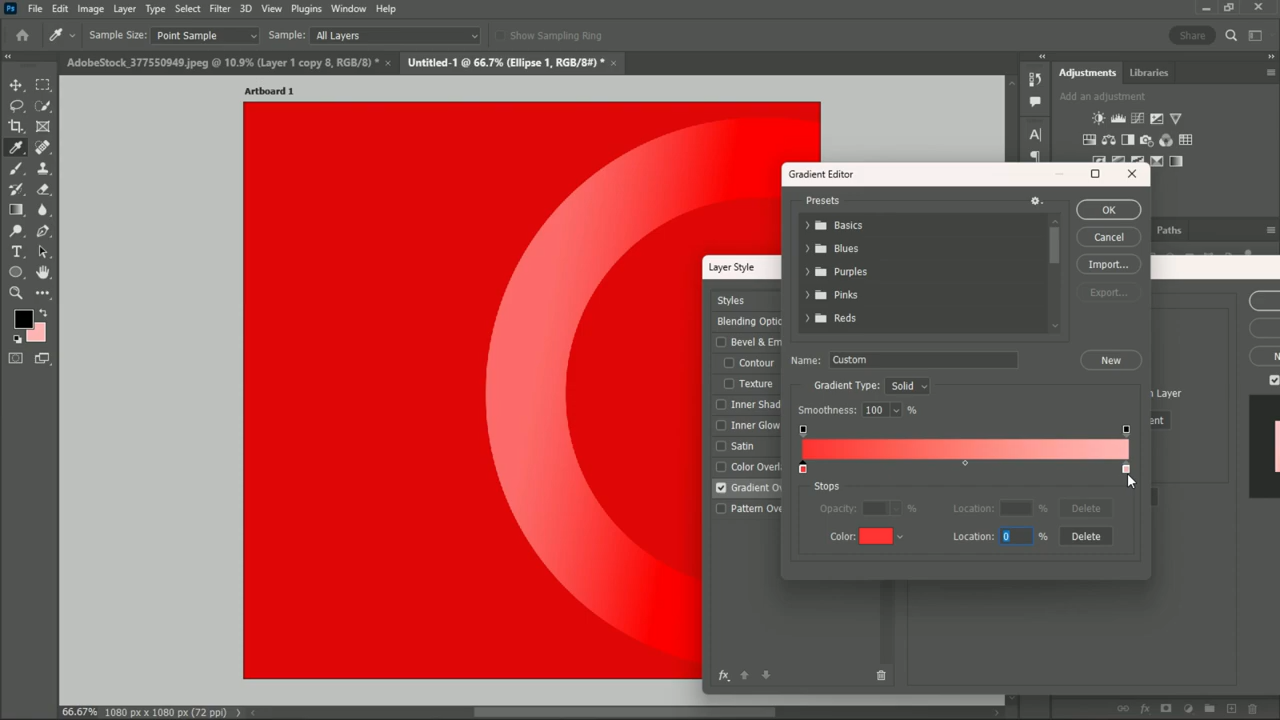 Ps File Edit Image Layer Type Select Filter 3D View Plugins Window Help
Sample Size: Point Sample Sample: All Layers Show Sampling Ring Share
AdobeStock_377550949.jpeg @ 10.9% (Layer 1 copy 8, RGB/8) * × Untitled-1 @ 66.7% (Ellipse 1, RGB/8#) * ×
Adjustments Libraries
Artboard 1
Add an adjustment
Gradient Editor
Presets
OK
Basics
Cancel
Blues
Import...
Purples
Export...
Pinks
Reds
Paths
Layer Style
Styles
Blending Optio
Bevel & Em
Contour
Texture
Inner Shad
Inner Glow
Satin
Color Overla
Gradient Ov
Pattern Ove
fx
Name: Custom New
Gradient Type: Solid
Smoothness: 100 %
Stops
Opacity: % Location: % Delete
Color: Location: 0 % Delete
N
n Layer
ent
66.67% 1080 px x 1080 px (72 ppi)
fx